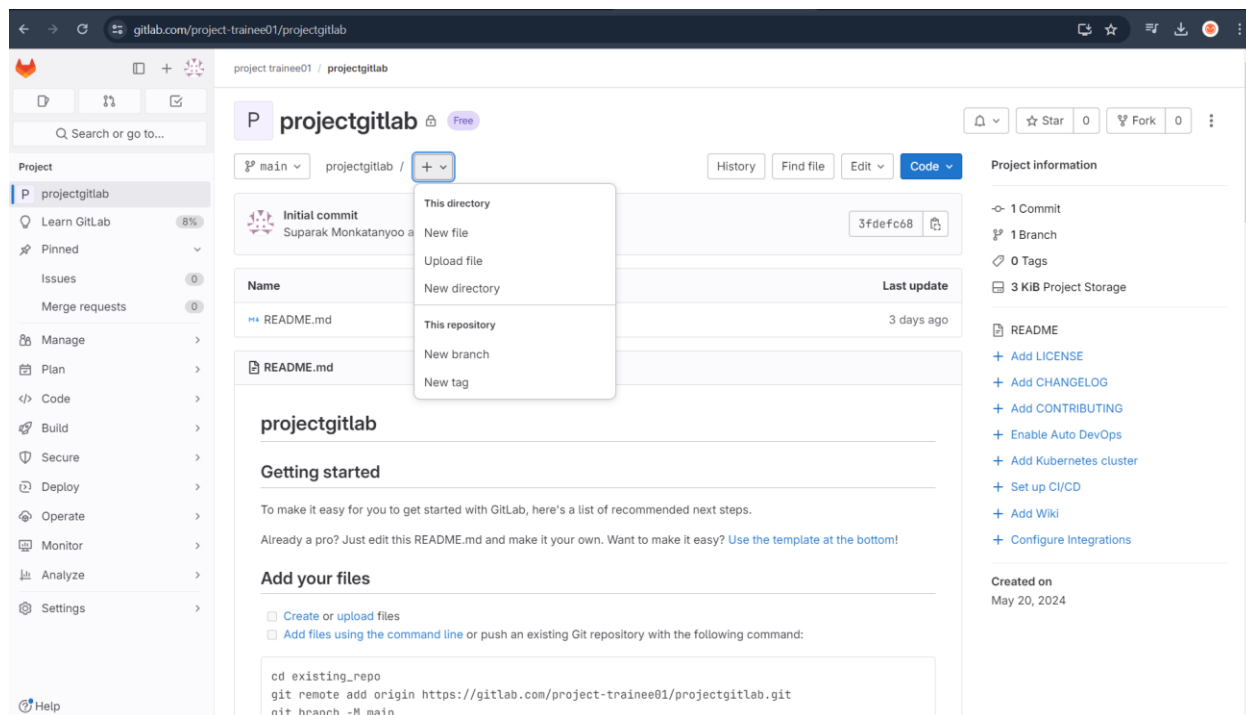 gitlab.com/project-trainee01/projectgitlab
project trainee01 / projectgitlab
Search or go to...
Project
P projectgitlab
Learn GitLab 8%
Pinned
Issues 0
Merge requests 0
Manage
Plan
Code
Build
Secure
Deploy
Operate
Monitor
Analyze
Settings
Help
P projectgitlab Free
Star 0 Fork 0
main projectgitlab / +
History Find file Edit Code
This directory
New file
Upload file
New directory
This repository
New branch
New tag
Initial commit
Suparak Monkatanyoo a
3fdefc68
Name Last update
README.md 3 days ago
README.md
projectgitlab
Getting started
To make it easy for you to get started with GitLab, here's a list of recommended next steps.
Already a pro? Just edit this README.md and make it your own. Want to make it easy? Use the template at the bottom!
Add your files
Create or upload files
Add files using the command line or push an existing Git repository with the following command:
cd existing_repo
git remote add origin https://gitlab.com/project-trainee01/projectgitlab.git
git branch -M main
Project information
1 Commit
1 Branch
0 Tags
3 KiB Project Storage
README
+ Add LICENSE
+ Add CHANGELOG
+ Add CONTRIBUTING
+ Enable Auto DevOps
+ Add Kubernetes cluster
+ Set up CI/CD
+ Add Wiki
+ Configure Integrations
Created on
May 20, 2024